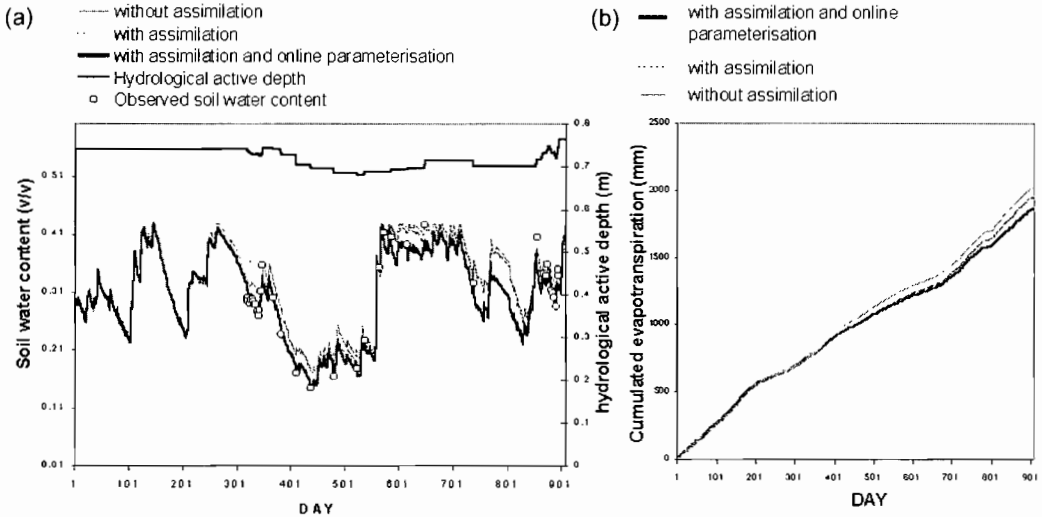 (a)
without assimilation
with assimilation
with assimilation and online parameterisation
Hydrological active depth
Observed soil water content
Soil water content (v/v)
0.51
0.41
0.31
0.21
0.11
0.01
0.8
0.7
0.6
0.5
0.4
0.3
0.2
0.1
0
hydrological active depth (m)
1 101 201 301 401 501 601 701 801 901
DAY
(b)
with assimilation and online
parameterisation
with assimilation
without assimilation
Cumulated evapotranspiration (mm)
2500
2000
1500
1000
500
0
1 101 201 301 401 501 601 701 801 901
DAY